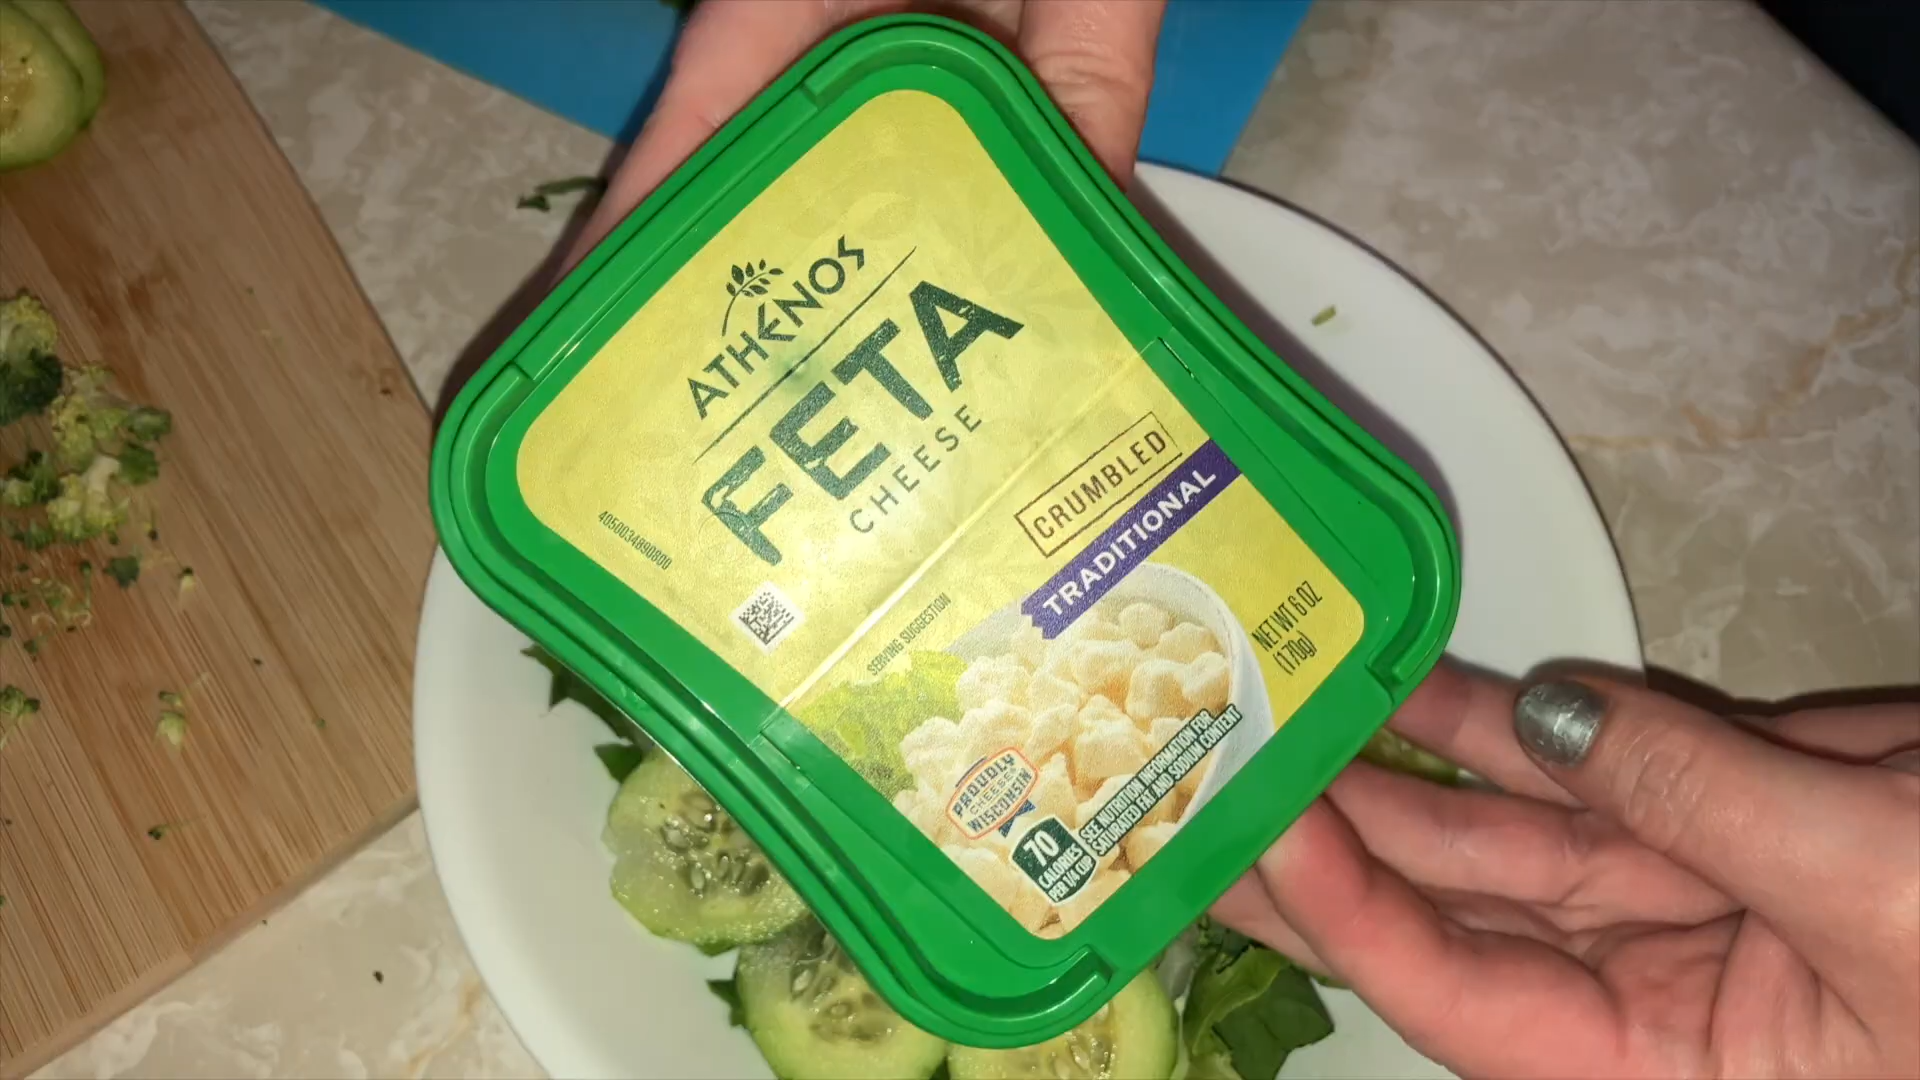 ATHENOS
FETA
CHEESE
CRUMBLED
TRADITIONAL
4050034890800
SERVING SUGGESTION
NET WT 6 OZ
(170g)
PROUDLY
WISCONSIN
CHEESE®
70
CALORIES
PER 1/4 CUP
SEE NUTRITION INFORMATION FOR
SATURATED FAT AND SODIUM CONTENT